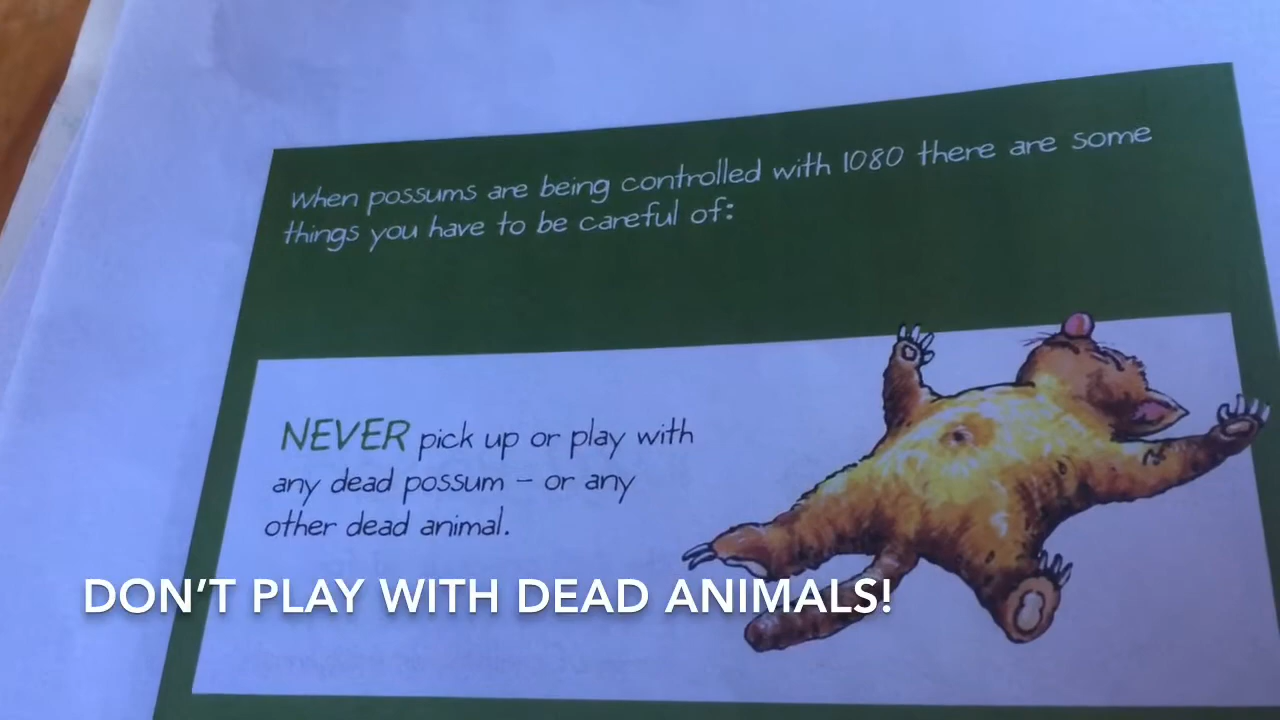 When possums are being controlled with 1080 there are some
things you have to be careful of:
NEVER pick up or play with
any dead possum – or any
other dead animal.
DON'T PLAY WITH DEAD ANIMALS!